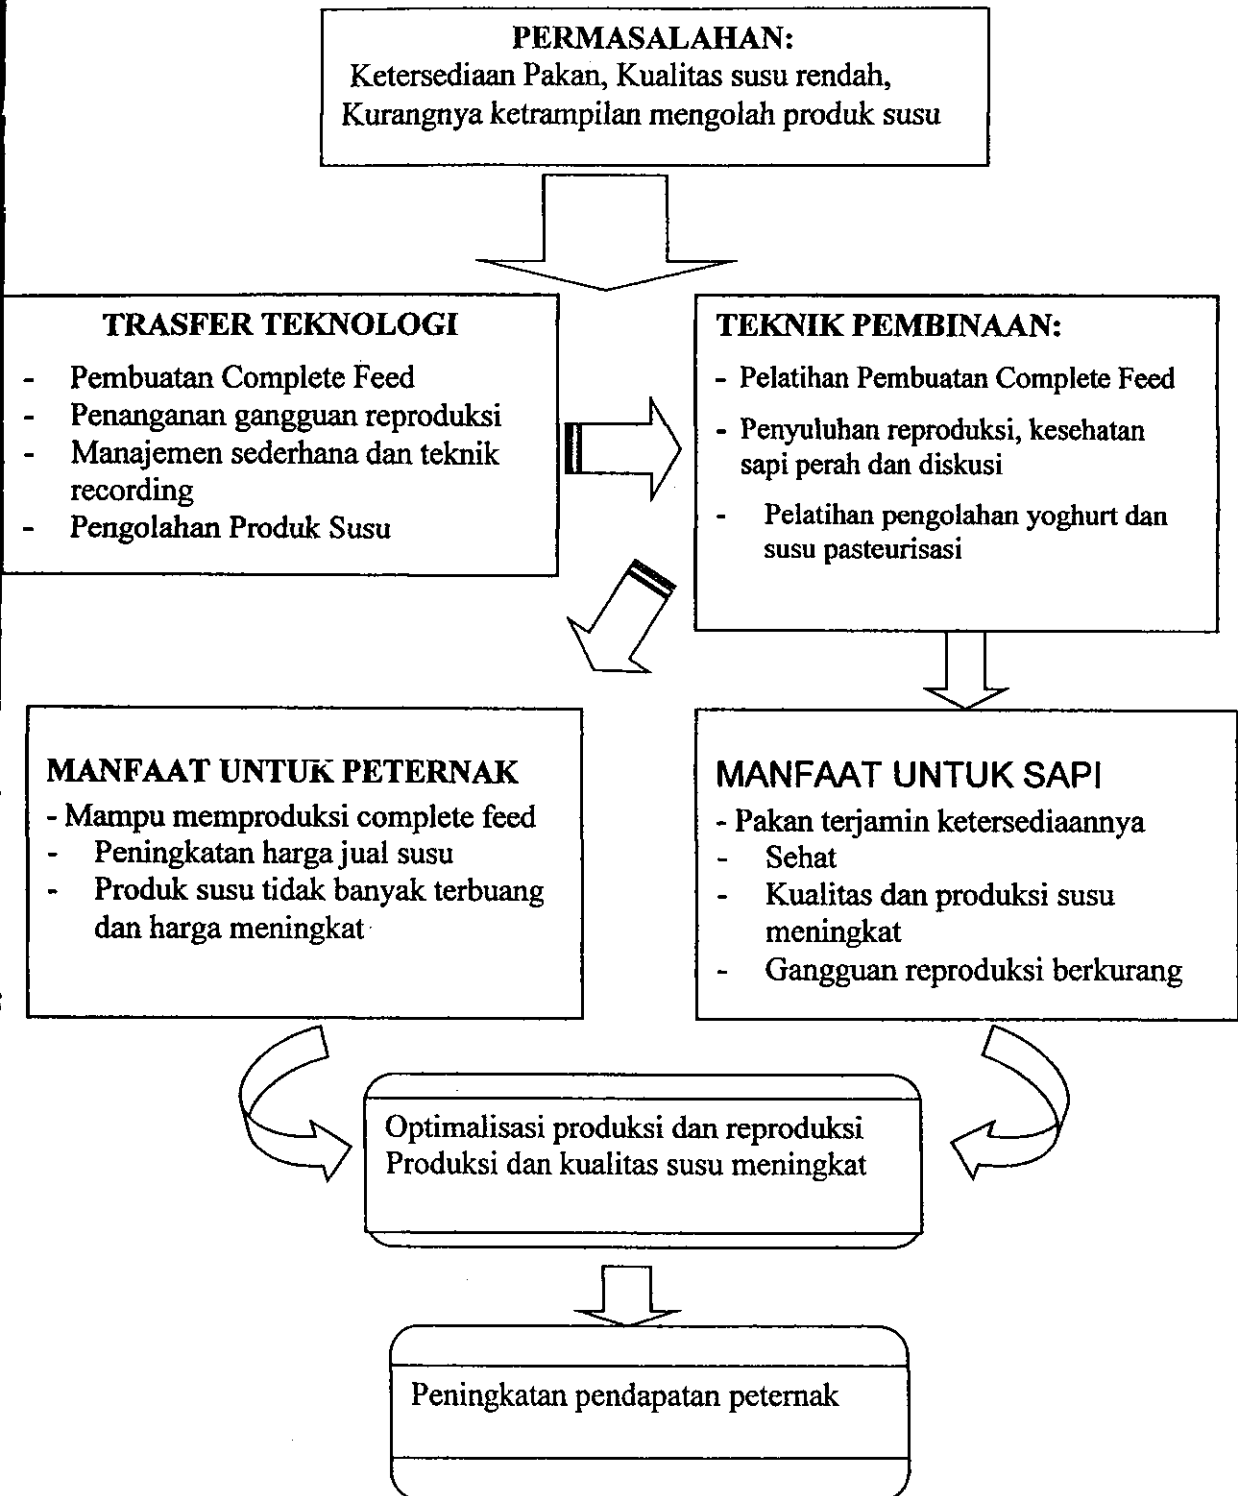 PERMASALAHAN:
Ketersediaan Pakan, Kualitas susu rendah,
Kurangnya ketrampilan mengolah produk susu
TRASFER TEKNOLOGI
- Pembuatan Complete Feed
- Penanganan gangguan reproduksi
- Manajemen sederhana dan teknik
recording
- Pengolahan Produk Susu
TEKNIK PEMBINAAN:
- Pelatihan Pembuatan Complete Feed
- Penyuluhan reproduksi, kesehatan
sapi perah dan diskusi
- Pelatihan pengolahan yoghurt dan
susu pasteurisasi
MANFAAT UNTUK PETERNAK
- Mampu memproduksi complete feed
- Peningkatan harga jual susu
- Produk susu tidak banyak terbuang
dan harga meningkat
MANFAAT UNTUK SAPI
- Pakan terjamin ketersediaannya
- Sehat
- Kualitas dan produksi susu
meningkat
- Gangguan reproduksi berkurang
Optimalisasi produksi dan reproduksi
Produksi dan kualitas susu meningkat
Peningkatan pendapatan peternak